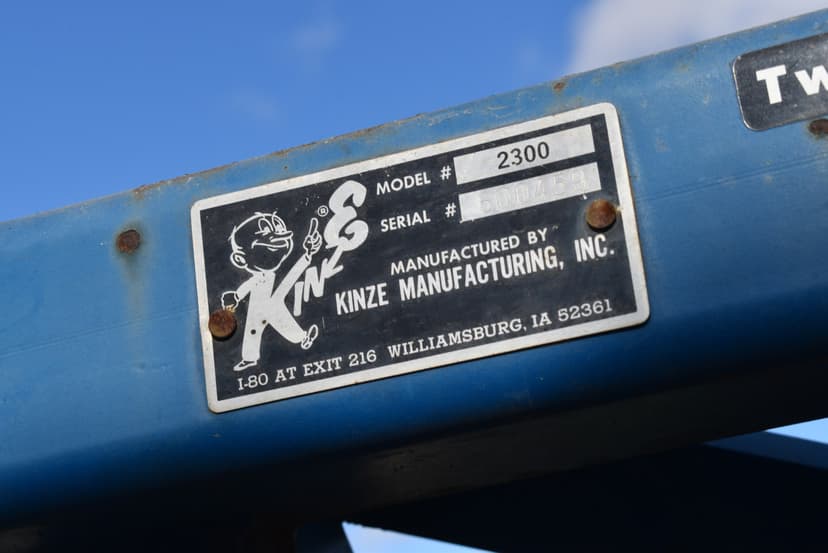 KINZE®
MODEL # 2300
SERIAL #
MANUFACTURED BY
KINZE MANUFACTURING, INC.
I-80 AT EXIT 216 WILLIAMSBURG, IA 52361